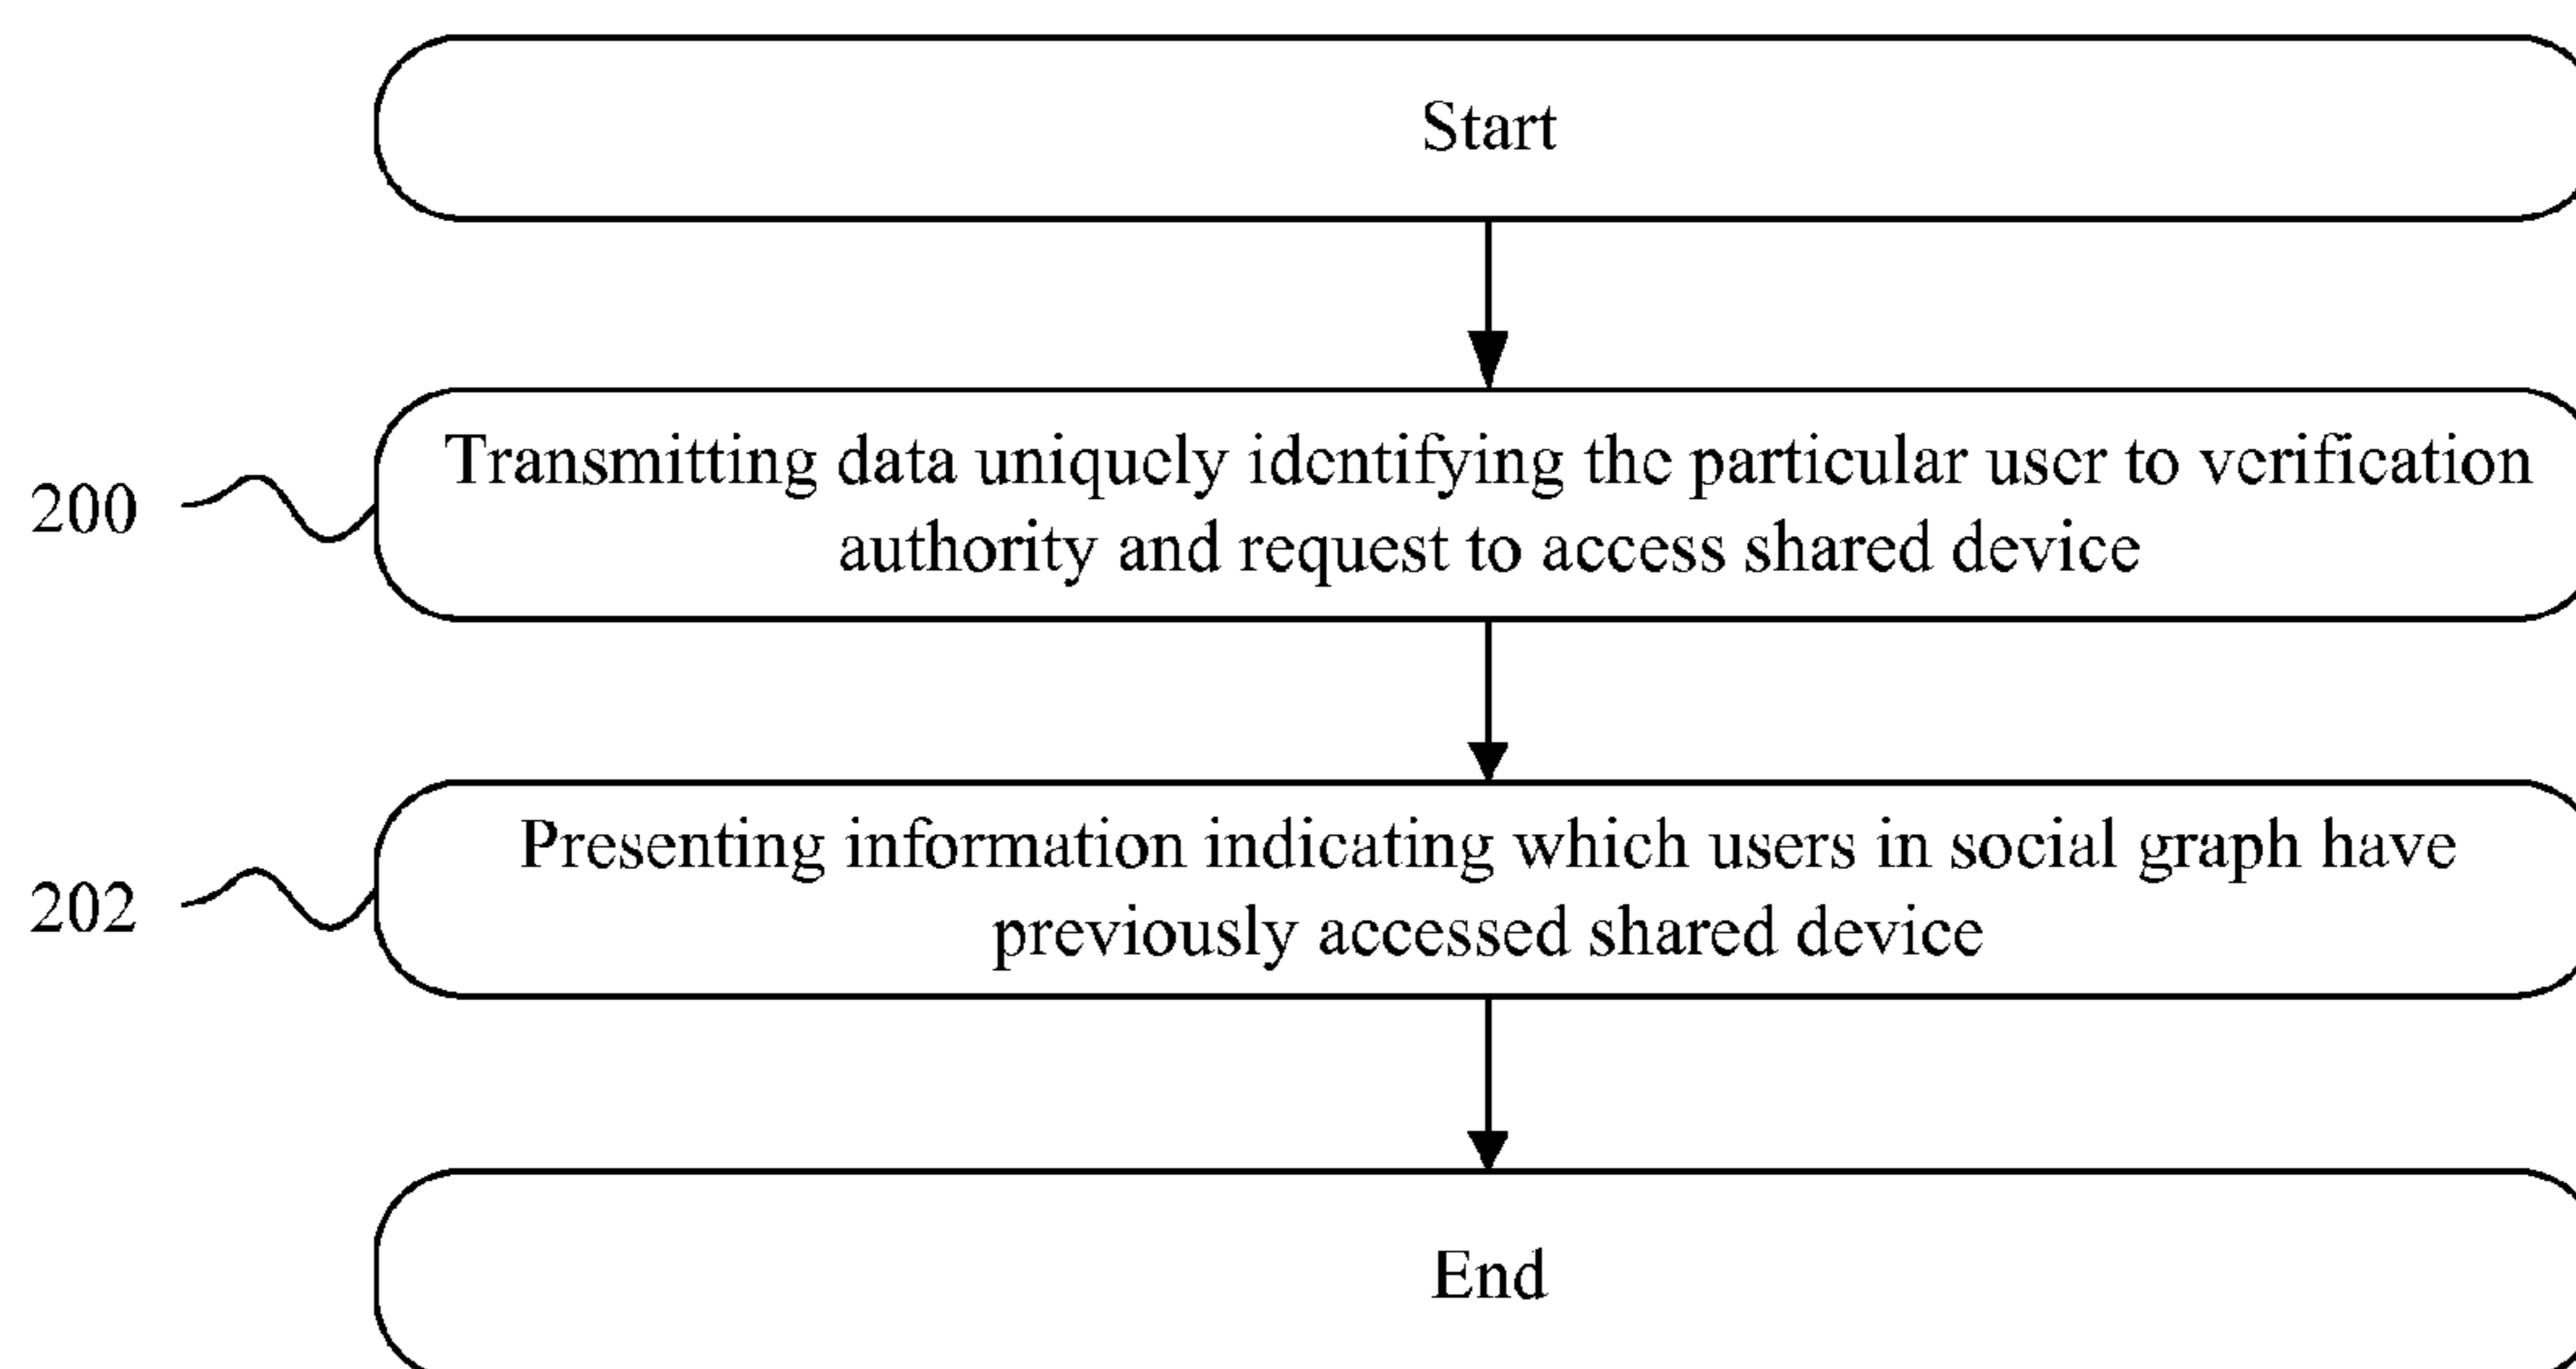 Start
200
Transmitting data uniquely identifying the particular user to verification
authority and request to access shared device
202
Presenting information indicating which users in social graph have
previously accessed shared device
End